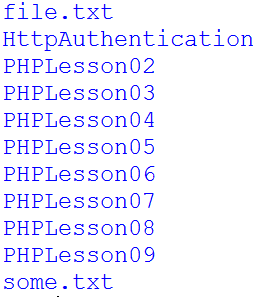 file.txt
HttpAuthentication
PHPLesson02
PHPLesson03
PHPLesson04
PHPLesson05
PHPLesson06
PHPLesson07
PHPLesson08
PHPLesson09
some.txt